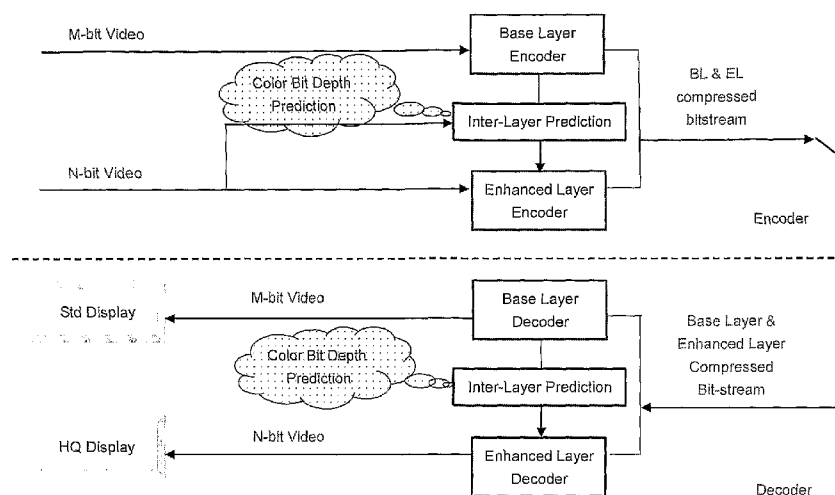 M-bit Video
Base Layer
Encoder
Color Bit Depth
Prediction
BL & EL
compressed
bitstream
Inter-Layer Prediction
N-bit Video
Enhanced Layer
Encoder
Encoder
Std Display
M-bit Video
Base Layer
Decoder
Base Layer &
Enhanced Layer
Compressed
Bit-stream
Color Bit Depth
Prediction
Inter-Layer Prediction
HQ Display
N-bit Video
Enhanced Layer
Decoder
Decoder